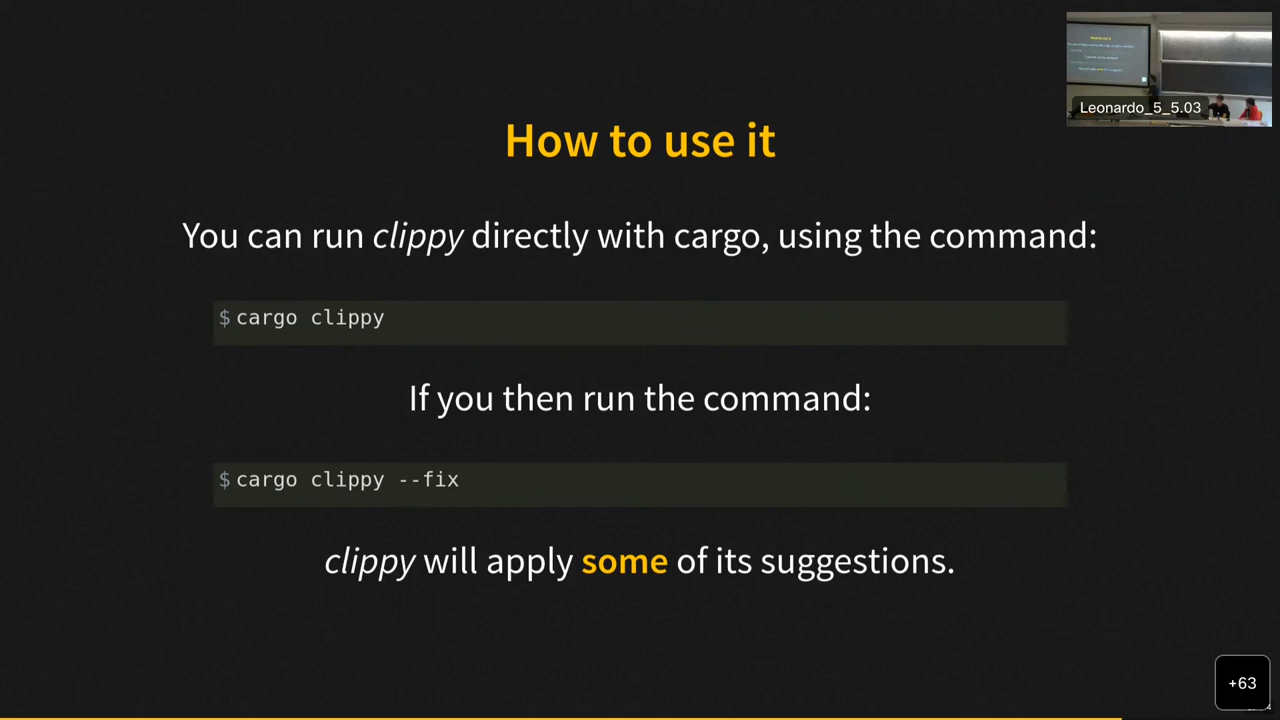 Leonardo_5_5.03
How to use it
You can run clippy directly with cargo, using the command:
$ cargo clippy
If you then run the command:
$ cargo clippy --fix
clippy will apply some of its suggestions.
+63